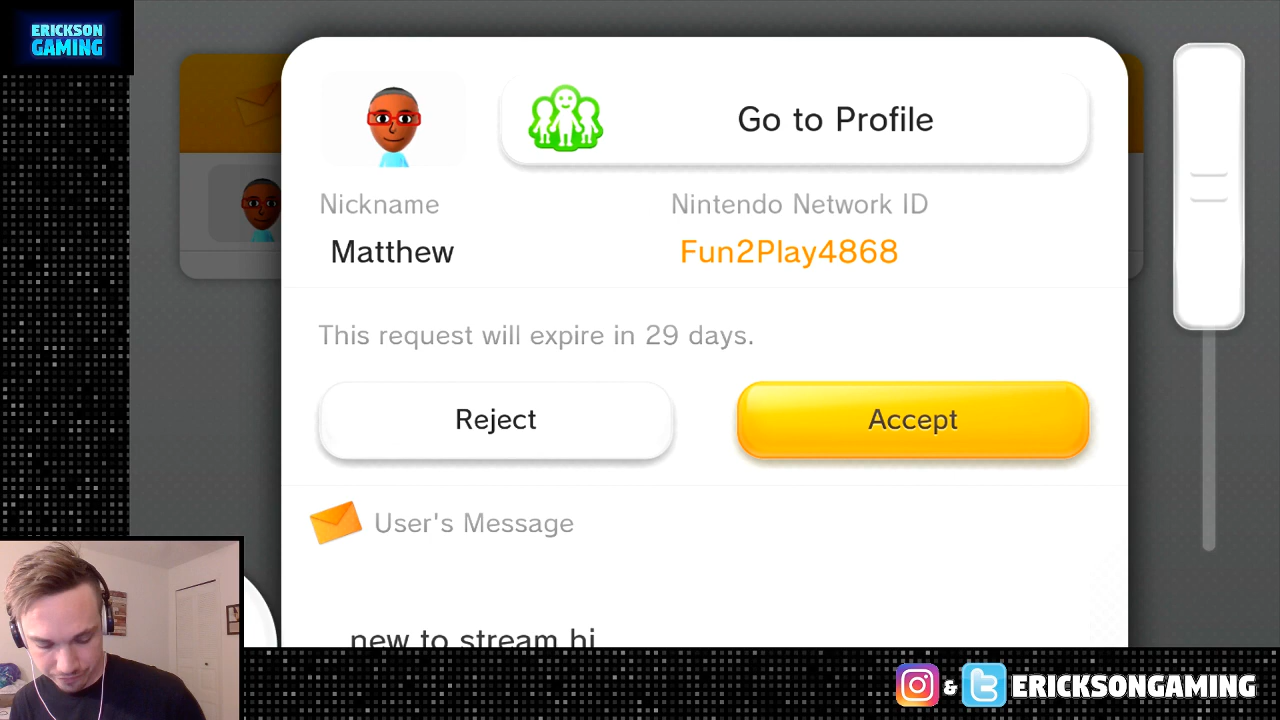 ERICKSON
GAMING
Go to Profile
Nickname
Nintendo Network ID
Matthew
Fun2Play4868
This request will expire in 29 days.
Reject
Accept
User's Message
new to stream hi
& ERICKSONGAMING